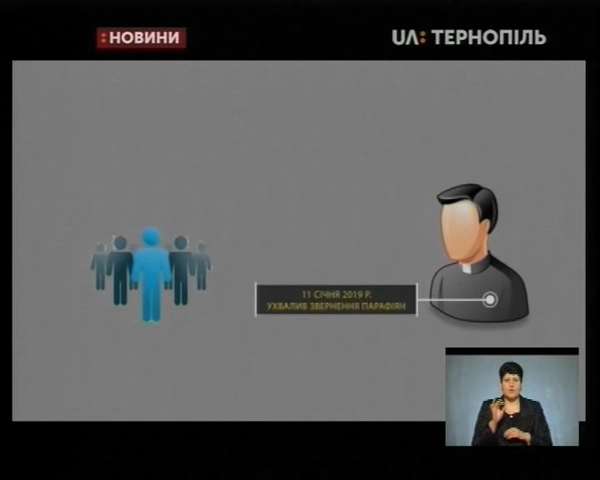 :НОВИНИ
UA: ТЕРНОПІЛЬ
11 СІЧНЯ 2019 Р.
УХВАЛИВ ЗВЕРНЕННЯ ПАРАФІЯН